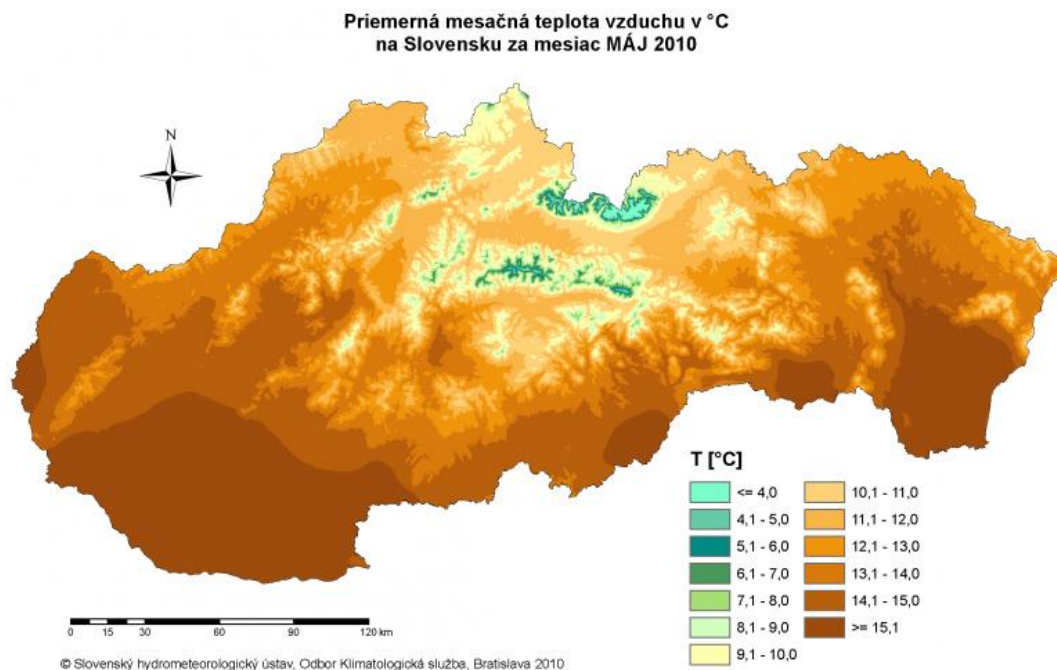 Priemerná mesačná teplota vzduchu v °C
na Slovensku za mesiac MÁJ 2010
N
T [°C]
<= 4,0
4,1 - 5,0
5,1 - 6,0
6,1 - 7,0
7,1 - 8,0
8,1 - 9,0
9,1 - 10,0
10,1 - 11,0
11,1 - 12,0
12,1 - 13,0
13,1 - 14,0
14,1 - 15,0
>= 15,1
0 15 30 60 90 120 km
© Slovenský hydrometeorologický ústav, Odbor Klimatologická služba, Bratislava 2010